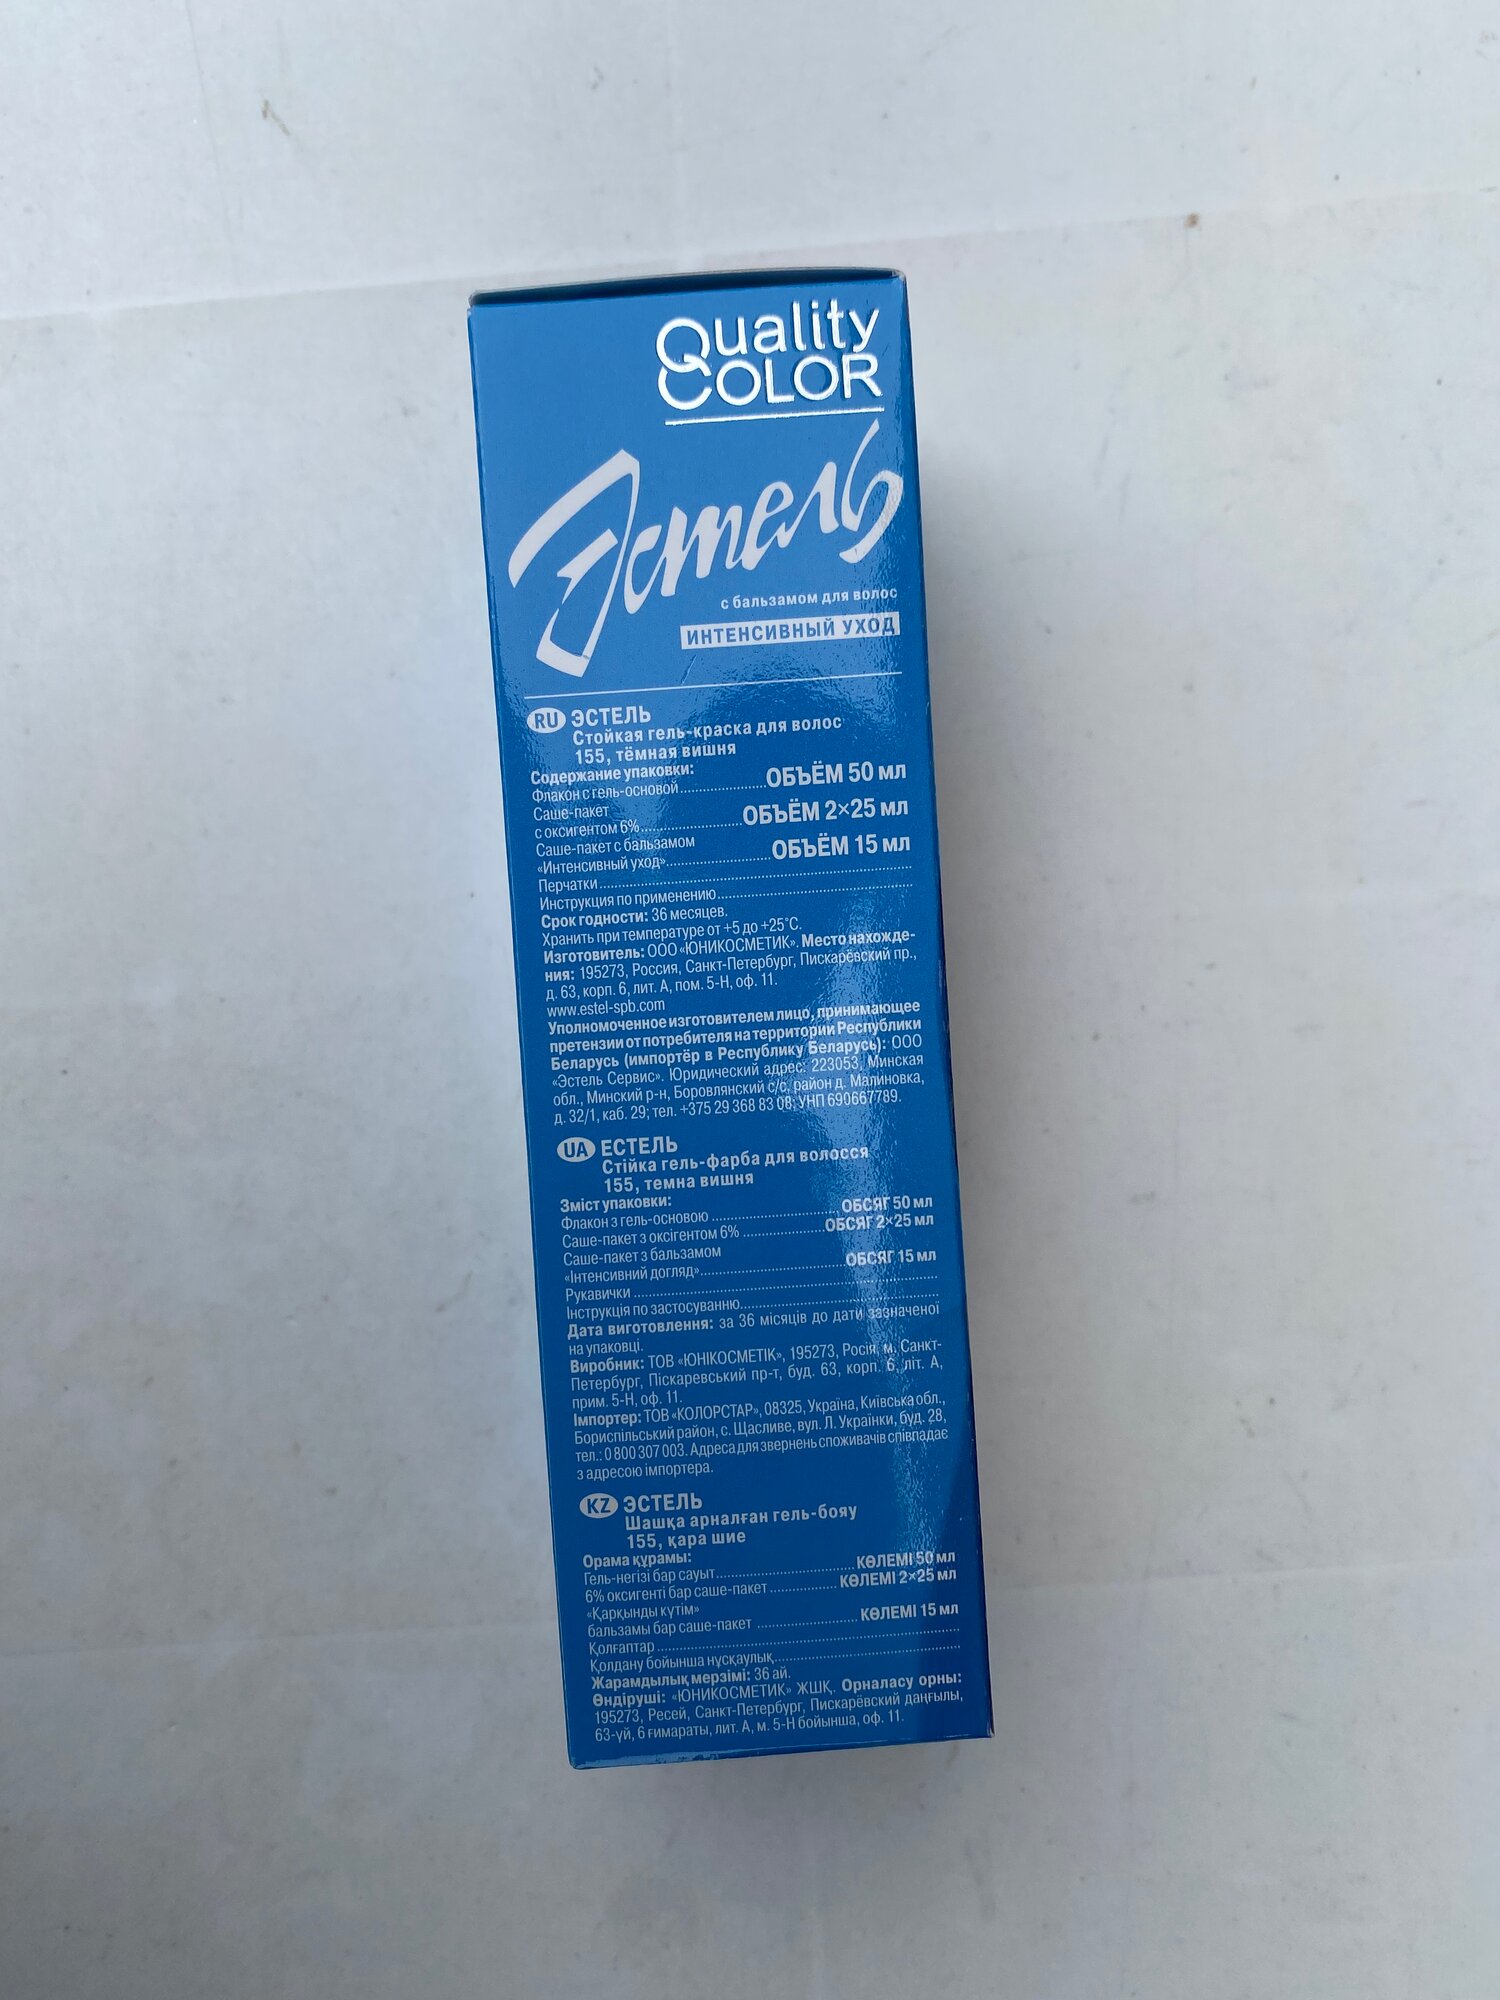 Quality
COLOR
Эстель
с бальзамом для волос
ИНТЕНСИВНЫЙ УХОД
RU ЭСТЕЛЬ
Стойкая гель-краска для волос
155, тёмная вишня
Содержание упаковки:
Флакон с гель-основой ОБЪЁМ 50 мл
Саше-пакет
с оксигентом 6% ОБЪЁМ 2×25 мл
Саше-пакет с бальзамом
«Интенсивный уход» ОБЪЁМ 15 мл
Перчатки
Инструкция по применению
Срок годности: 36 месяцев.
Хранить при температуре от +5 до +25°С.
Изготовитель: ООО «ЮНИКОСМЕТИК». Место нахожде-
ния: 195273, Россия, Санкт-Петербург, Пискарёвский пр.,
д. 63, корп. 6, лит. А, пом. 5-Н, оф. 11.
www.estel-spb.com
Уполномоченное изготовителем лицо, принимающее
претензии от потребителя на территории Республики
Беларусь (импортёр в Республику Беларусь): ООО
«Эстель Сервис». Юридический адрес: 223053, Минская
обл., Минский р-н, Боровлянский с/с, район д. Малиновка,
д. 32/1, каб. 29; тел. +375 29 368 83 08; УНП 690667789.
UA ЕСТЕЛЬ
Стійка гель-фарба для волосся
155, темна вишня
Зміст упаковки:
Флакон з гель-основою ОБСЯГ 50 мл
Саше-пакет з оксігентом 6% ОБСЯГ 2×25 мл
Саше-пакет з бальзамом
«Інтенсивний догляд» ОБСЯГ 15 мл
Рукавички
Інструкція по застосуванню
Дата виготовлення: за 36 місяців до дати зазначеної
на упаковці.
Виробник: ТОВ «ЮНІКОСМЕТІК», 195273, Росія, м. Санкт-
Петербург, Піскаревський пр-т, буд. 63, корп. 6, літ. А,
прим. 5-Н, оф. 11.
Імпортер: ТОВ «КОЛОРСТАР», 08325, Україна, Київська обл.,
Бориспільський район, с. Щасливе, вул. Л. Українки, буд. 28,
тел.: 0 800 307 003. Адреса для звернень споживачів співпадає
з адресою імпортера.
KZ ЭСТЕЛЬ
Шашқа арналған гель-бояу
155, қара шие
Орама құрамы:
Гель-негізі бар сауыт КӨЛЕМІ 50 мл
6% оксигенті бар саше-пакет КӨЛЕМІ 2×25 мл
«Қарқынды күтім»
бальзамы бар саше-пакет КӨЛЕМІ 15 мл
Қолғаптар
Қолдану бойынша нұсқаулық
Жарамдылық мерзімі: 36 ай.
Өндіруші: «ЮНИКОСМЕТИК» ЖШҚ. Орналасу орны:
195273, Ресей, Санкт-Петербург, Пискарёвский даңғылы,
63-үй, 6 ғимараты, лит. А, м. 5-Н бойынша, оф. 11.